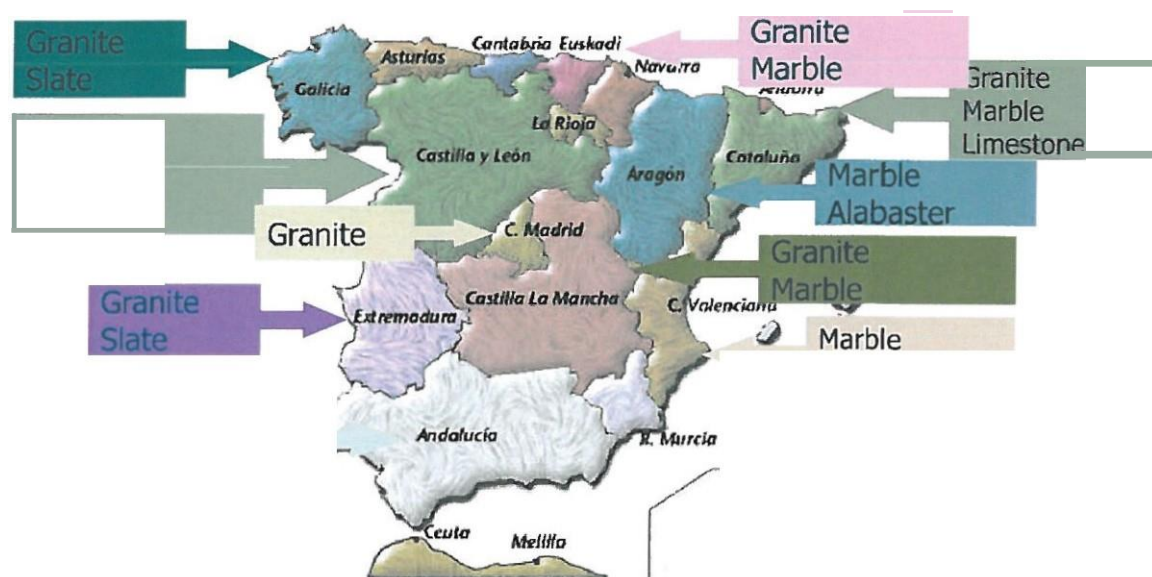 Granite
Slate
Cantabria Euskadi
Granite
Marble
Asturias
Navarra
Galicia
Granite
Marble
Limestone
La Rioja
Castilla y León
Aragón
Cataluña
Marble
Alabaster
Granite
C. Madrid
Granite
Marble
Castilla La Mancha
C. Valenciana
Granite
Slate
Extremadura
Marble
Andalucía
R. Murcia
Ceuta
Melilla